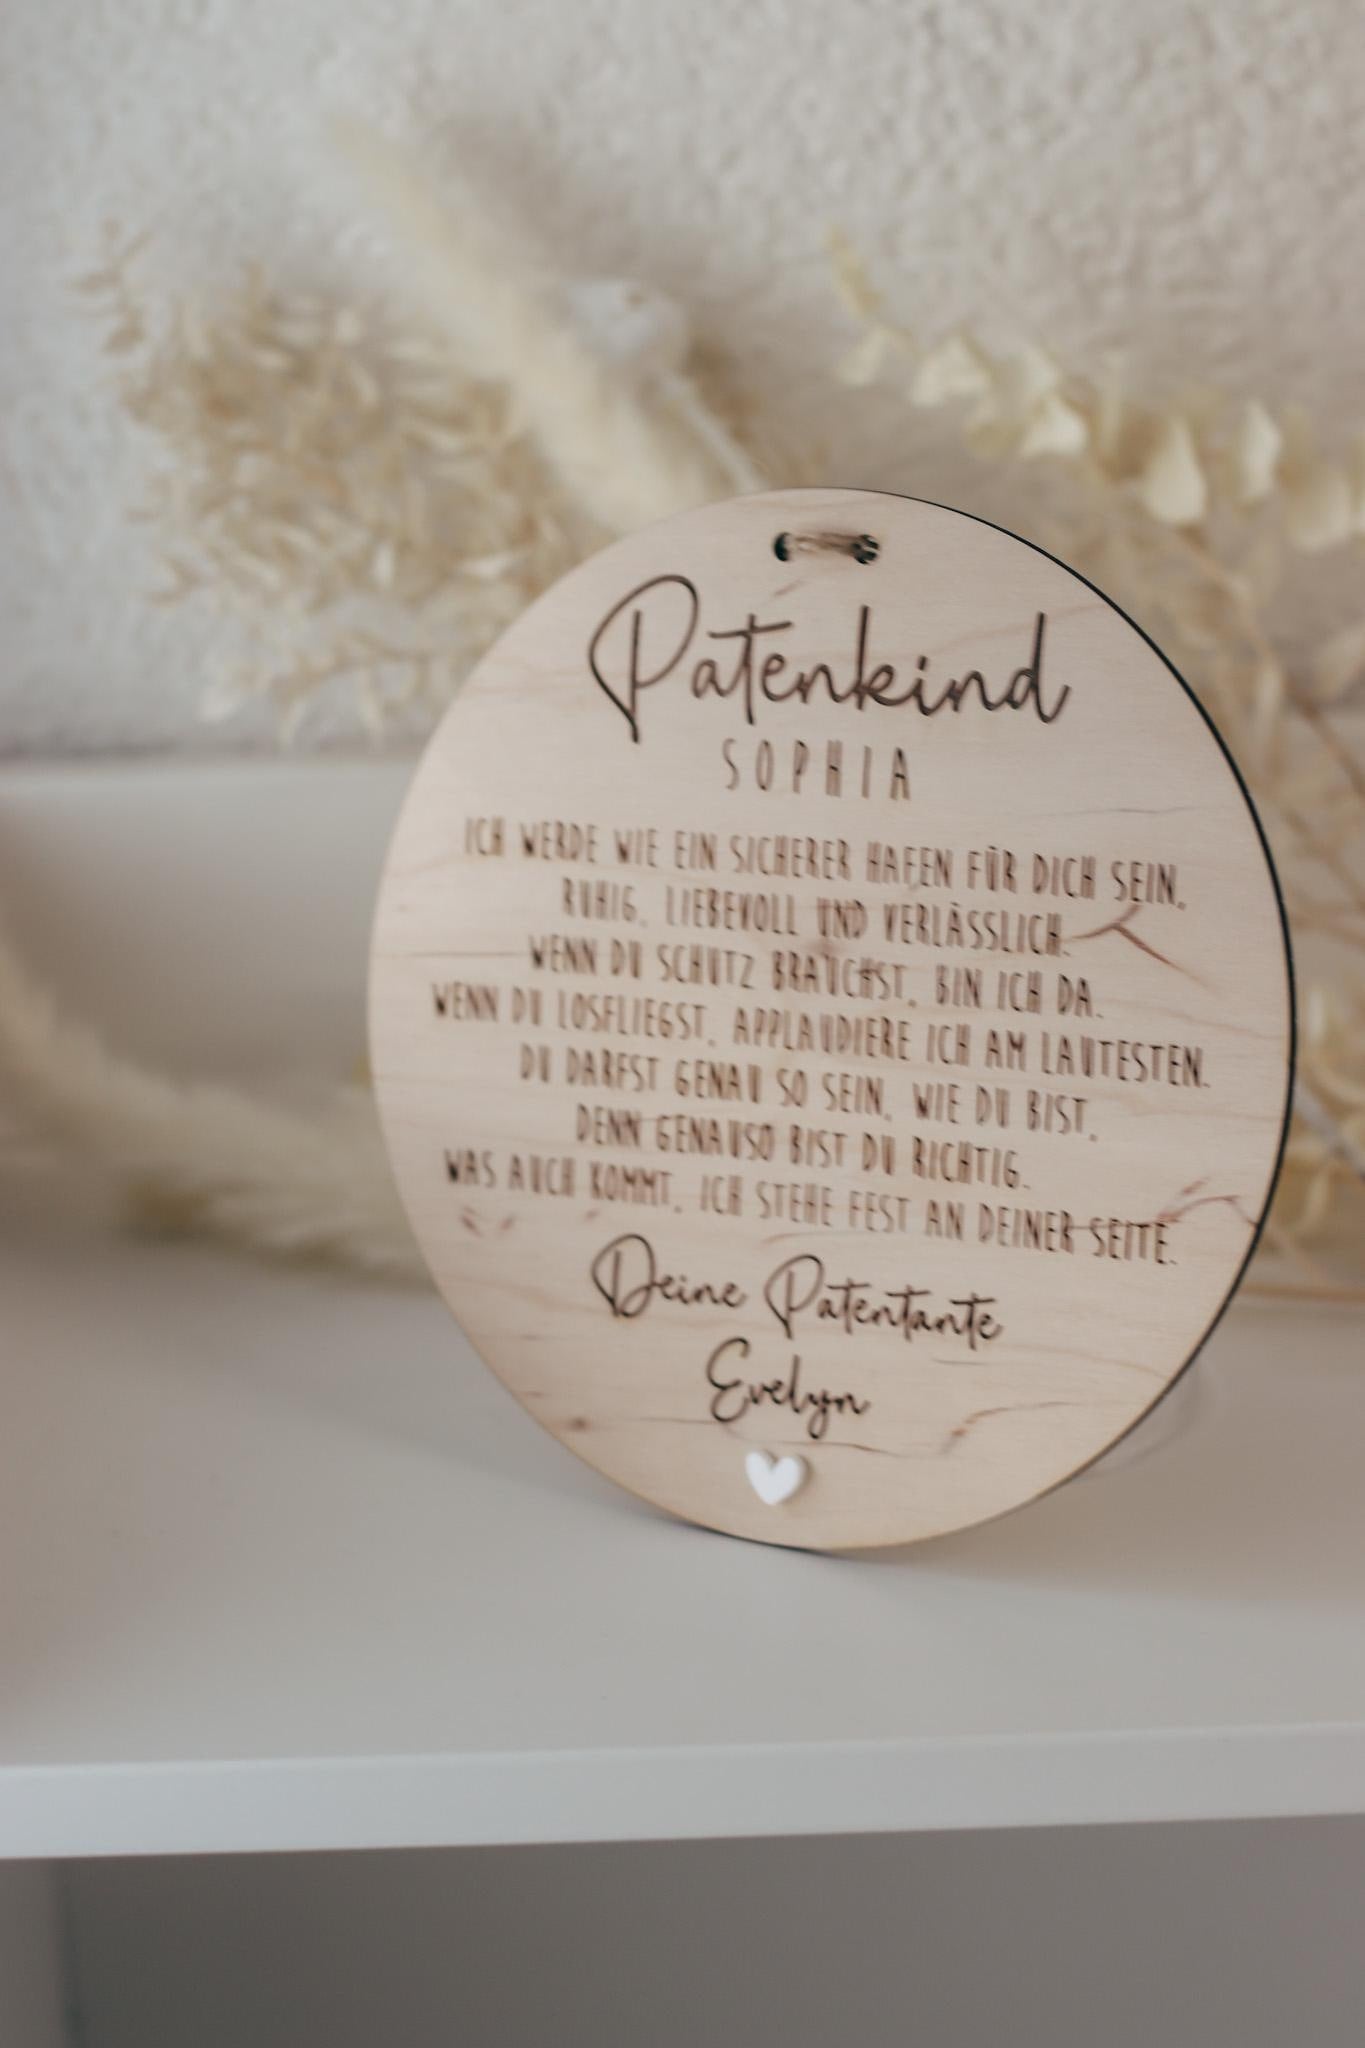 Patenkind
SOPHIA
ICH WERDE WIE EIN SICHERER HAFEN FÜR DICH SEIN,
RUHIG, LIEBEVOLL UND VERLÄSSLICH.
WENN DU SCHUTZ BRAUCHST, BIN ICH DA.
WENN DU LOSFLIEGST, APPLAUDIERE ICH AM LAUTESTEN.
DU DARFST GENAU SO SEIN, WIE DU BIST,
DENN GENAUSO BIST DU RICHTIG.
WAS AUCH KOMMT, ICH STEHE FEST AN DEINER SEITE.
Deine Patentante
Evelyn